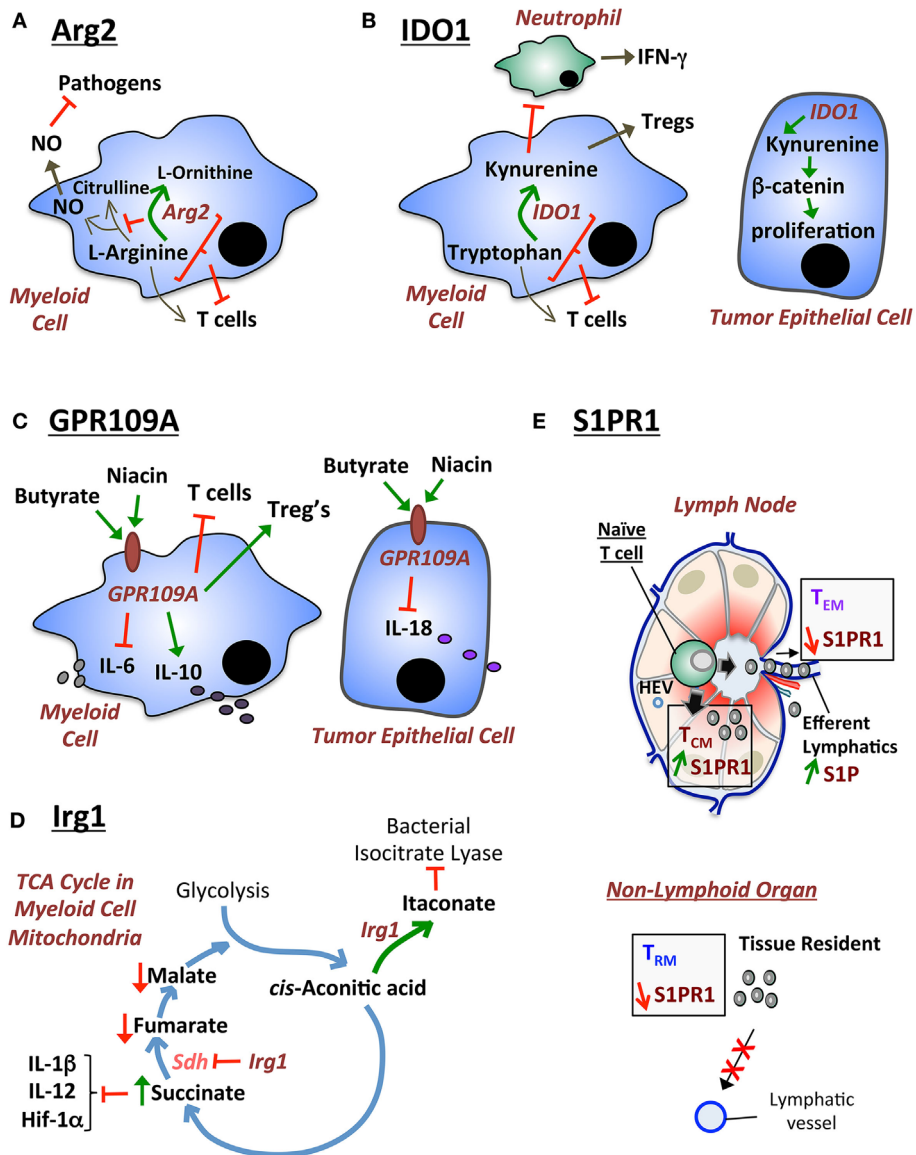 A Arg2
Pathogens
NO
Citrulline
L-Ornithine
NO
Arg2
L-Arginine
Myeloid
Cell
T cells
B IDO1
Neutrophil
IFN-γ
Tregs
Kynurenine
IDO1
Tryptophan
Myeloid
Cell
T cells
IDO1
Kynurenine
β-catenin
proliferation
Tumor Epithelial Cell
C GPR109A
Niacin
Butyrate
T cells
Treg's
GPR109A
IL-6
IL-10
Myeloid
Cell
Butyrate
Niacin
GPR109A
IL-18
Tumor Epithelial Cell
E S1PR1
Lymph Node
Naïve
T cell
TEM
S1PR1
HEV
TCM
S1PR1
Efferent
Lymphatics
S1P
D Irg1
TCA Cycle in
Myeloid Cell
Mitochondria
Glycolysis
Bacterial
Isocitrate Lyase
Itaconate
Irg1
cis-Aconitic acid
Malate
Fumarate
Sdh
Irg1
Succinate
IL-1β
IL-12
Hif-1α
Non-Lymphoid Organ
TRM
S1PR1
Tissue Resident
Lymphatic
vessel